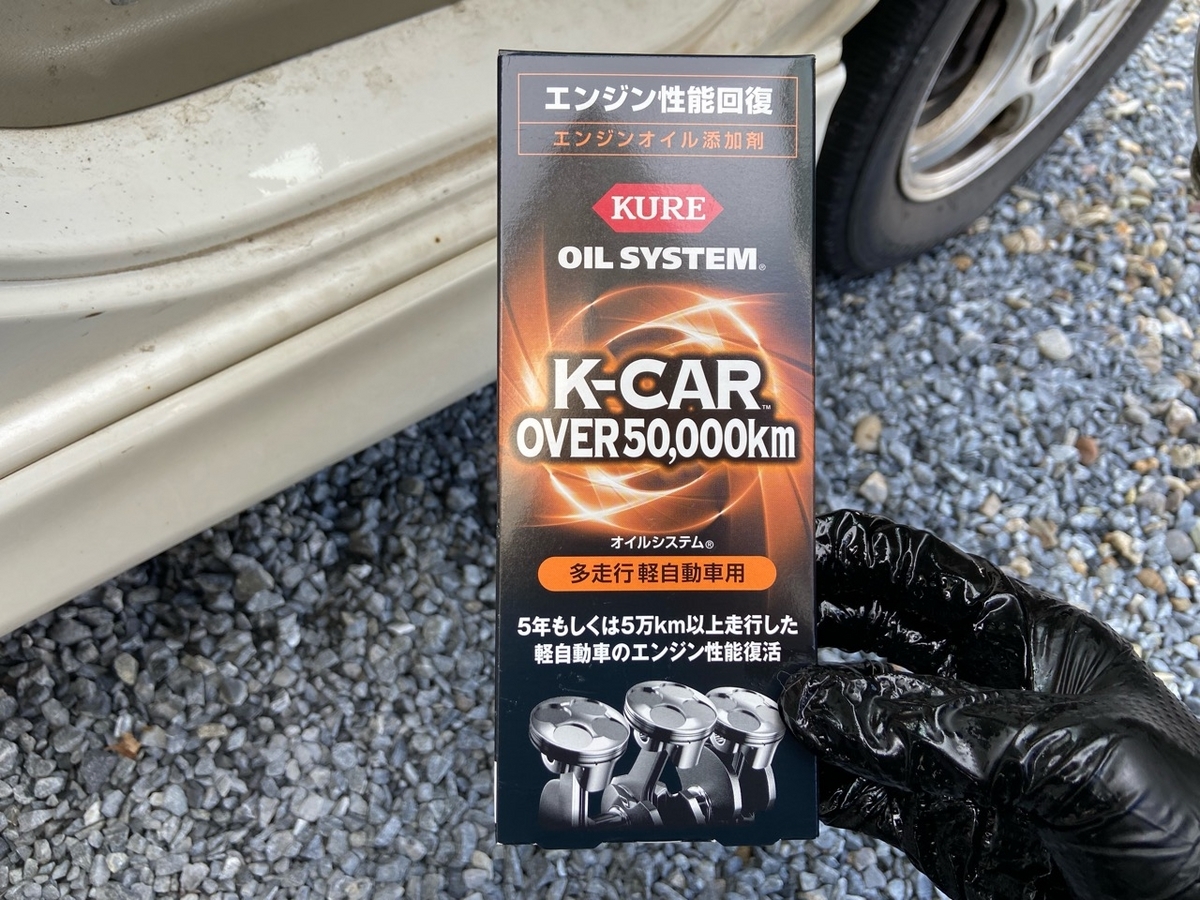 エンジン性能回復
エンジンオイル添加剤
KURE
OIL SYSTEM®
K-CAR™
OVER 50,000km
オイルシステム®
多走行 軽自動車用
5年もしくは5万km以上走行した
軽自動車のエンジン性能復活